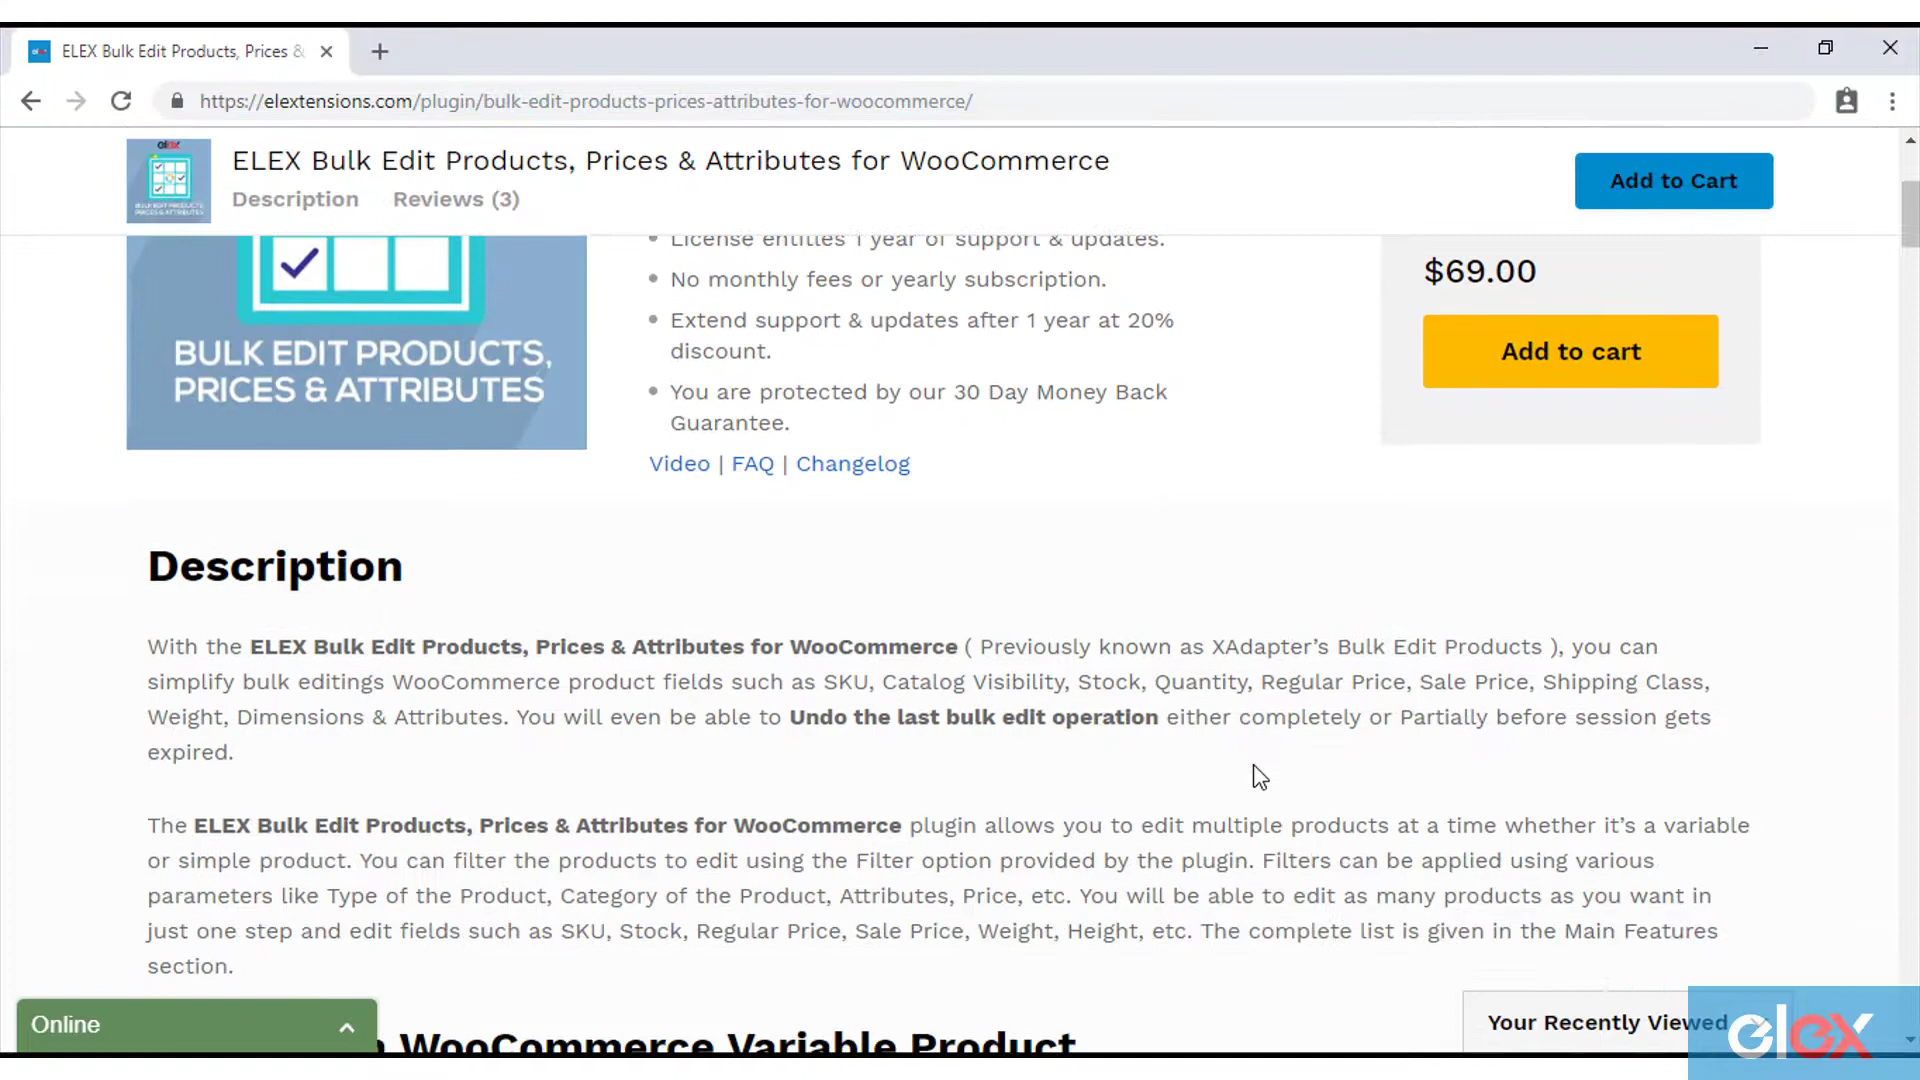 ELEX Bulk Edit Products, Prices &
https://elextensions.com/plugin/bulk-edit-products-prices-attributes-for-woocommerce/
elex
BULK EDIT PRODUCTS,
PRICES & ATTRIBUTES
ELEX Bulk Edit Products, Prices & Attributes for WooCommerce
Description Reviews (3)
Add to Cart
License entitles 1 year of support & updates.
No monthly fees or yearly subscription.
Extend support & updates after 1 year at 20%
discount.
You are protected by our 30 Day Money Back
Guarantee.
Video | FAQ | Changelog
BULK EDIT PRODUCTS,
PRICES & ATTRIBUTES
$69.00
Add to cart
Description
With the ELEX Bulk Edit Products, Prices & Attributes for WooCommerce ( Previously known as XAdapter’s Bulk Edit Products ), you can
simplify bulk editings WooCommerce product fields such as SKU, Catalog Visibility, Stock, Quantity, Regular Price, Sale Price, Shipping Class,
Weight, Dimensions & Attributes. You will even be able to Undo the last bulk edit operation either completely or Partially before session gets
expired.
The ELEX Bulk Edit Products, Prices & Attributes for WooCommerce plugin allows you to edit multiple products at a time whether it’s a variable
or simple product. You can filter the products to edit using the Filter option provided by the plugin. Filters can be applied using various
parameters like Type of the Product, Category of the Product, Attributes, Price, etc. You will be able to edit as many products as you want in
just one step and edit fields such as SKU, Stock, Regular Price, Sale Price, Weight, Height, etc. The complete list is given in the Main Features
section.
WooCommerce Variable Product
Online
Your Recently Viewed
elex